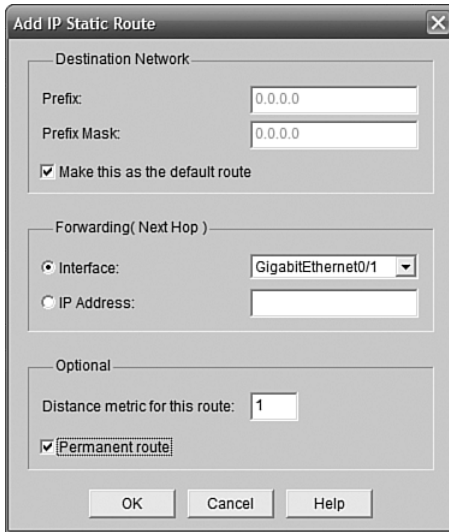 Add IP Static Route
Destination Network
Prefix: 0.0.0.0
Prefix Mask: 0.0.0.0
Make this as the default route
Forwarding( Next Hop )
Interface: GigabitEthernet0/1
IP Address:
Optional
Distance metric for this route: 1
Permanent route
OK Cancel Help